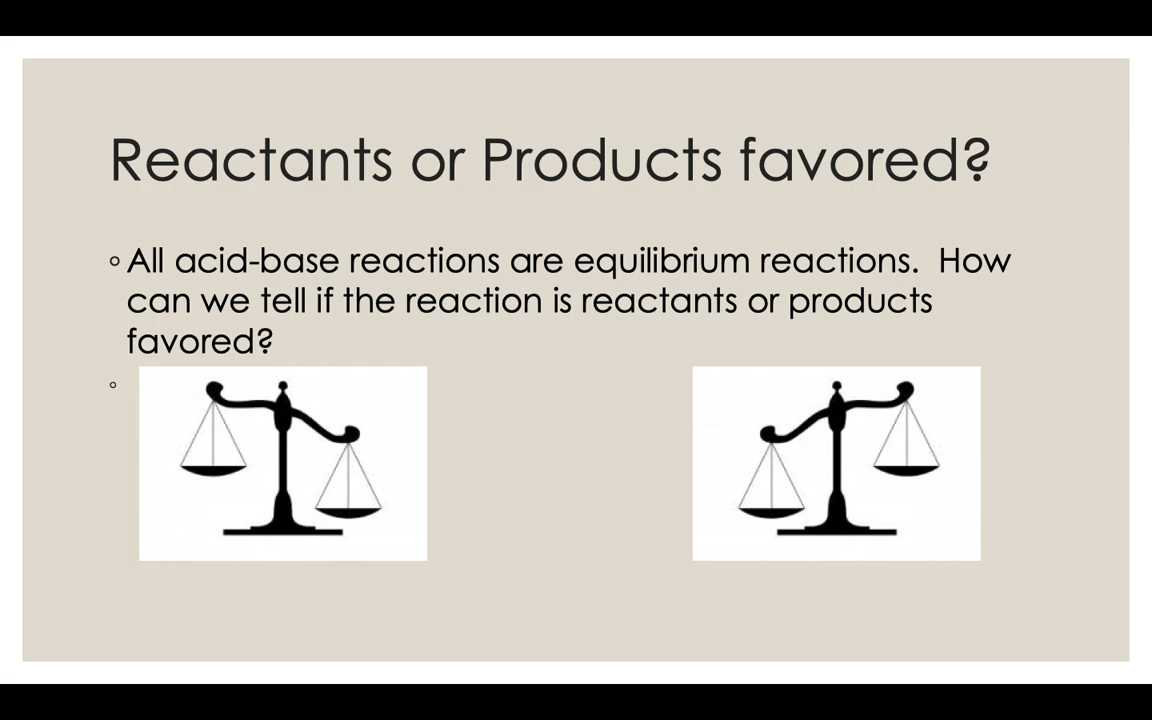 Reactants or Products favored?
◦ All acid-base reactions are equilibrium reactions.  How
can we tell if the reaction is reactants or products
favored?
◦